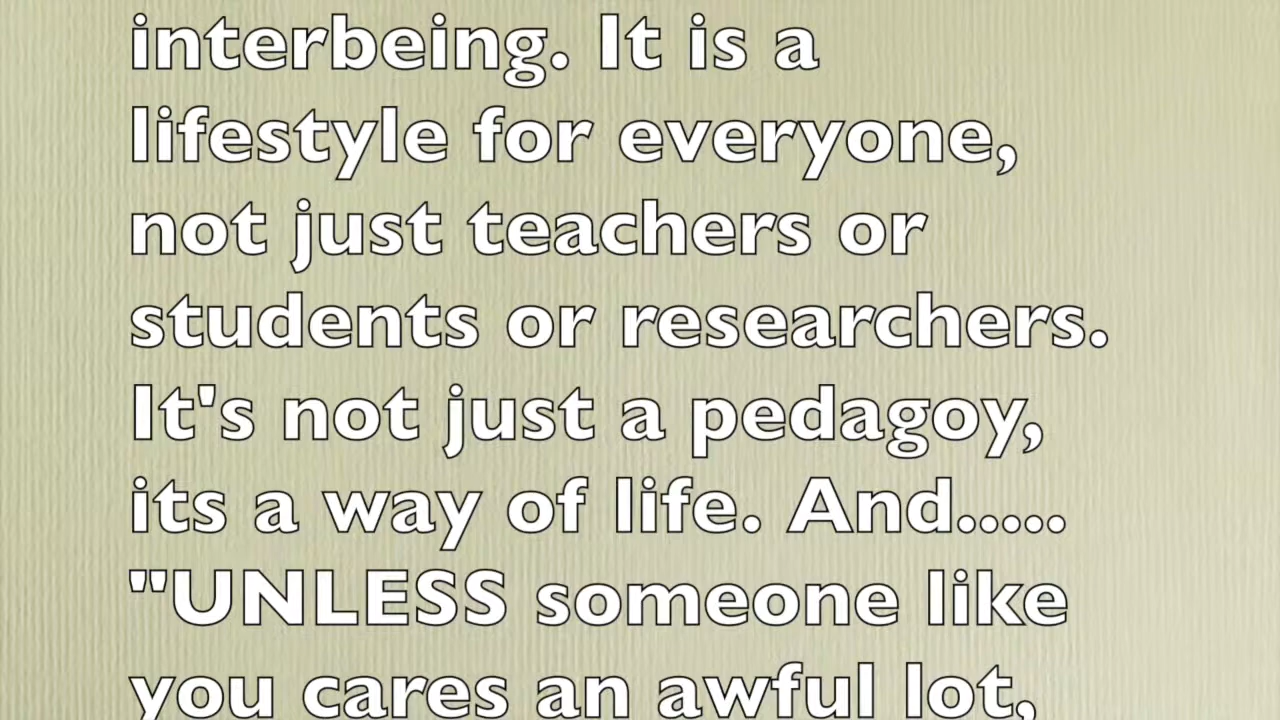 interbeing. It is a
lifestyle for everyone,
not just teachers or
students or researchers.
It's not just a pedagoy,
its a way of life. And.....
"UNLESS someone like
you cares an awful lot,